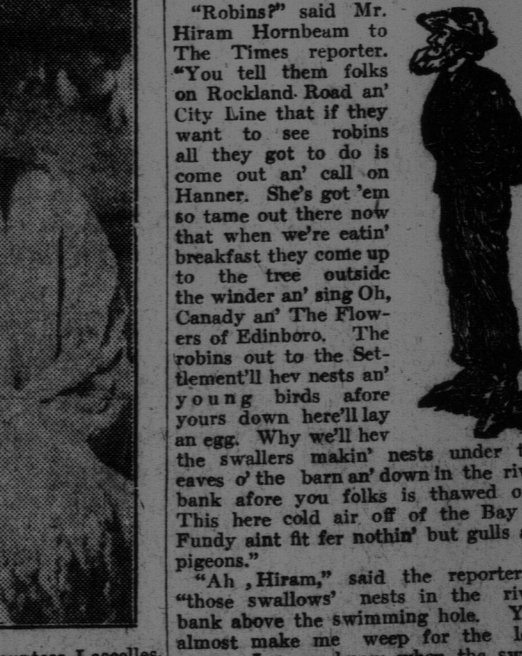 "Robins?" said Mr.
Hiram Hornbeam to
The Times reporter.
"You tell them folks
on Rockland Road an'
City Line that if they
want to see robins
all they got to do is
come out an' call on
Hanner. She's got 'em
so tame out there now
that when we're eatin'
breakfast they come up
to the tree outside
the winder an' sing Oh,
Canady an' The Flow-
ers of Edinboro. The
robins out to the Set-
tlement'll hev nests an'
young birds afore
yours down here'll lay
an egg. Why we'll hev
the swallers makin' nests under
eaves o' the barn an' down in the
bank afore you folks is thawed
This here cold air off of the Bay
Fundy aint fit fer nothin' but gulls
pigeons."
"Ah , Hiram," said the reporter
"those swallows' nests in the
bank above the swimming hole.
almost make me weep for the